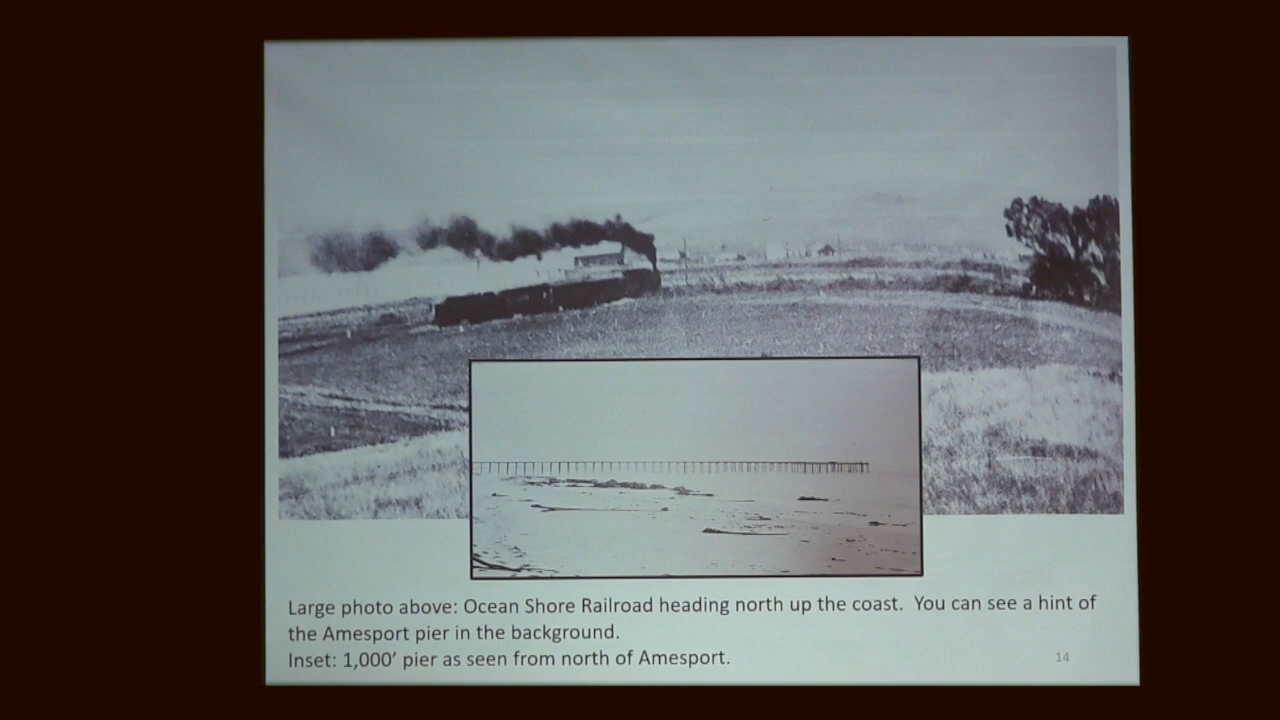 Large photo above: Ocean Shore Railroad heading north up the coast.  You can see a hint of
the Amesport pier in the background.
Inset: 1,000’ pier as seen from north of Amesport.
14